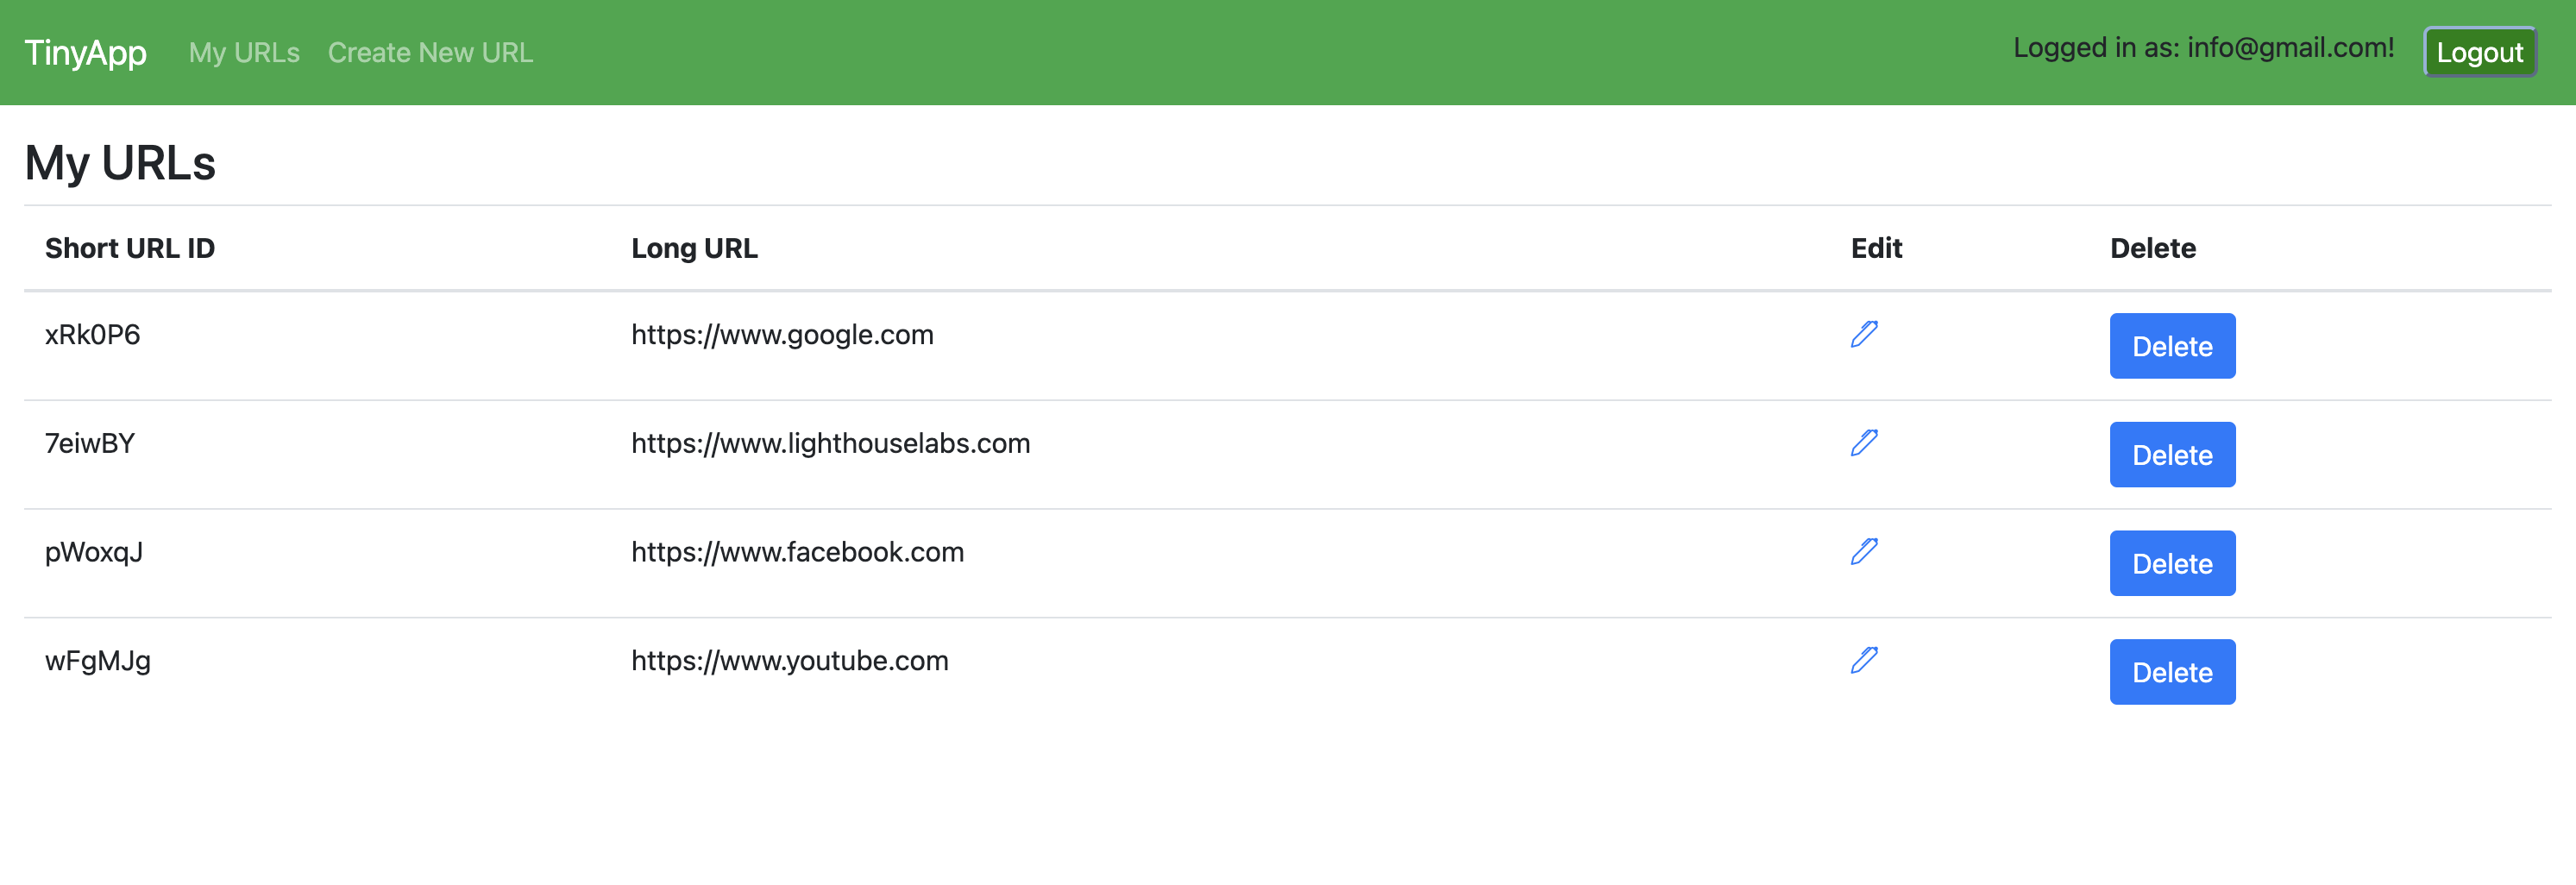 TinyApp My URLs Create New URL Logged in as: info@gmail.com! Logout
My URLs
Short URL ID Long URL Edit Delete
xRk0P6 https://www.google.com Delete
7eiwBY https://www.lighthouselabs.com Delete
pWoxqJ https://www.facebook.com Delete
wFgMJg https://www.youtube.com Delete